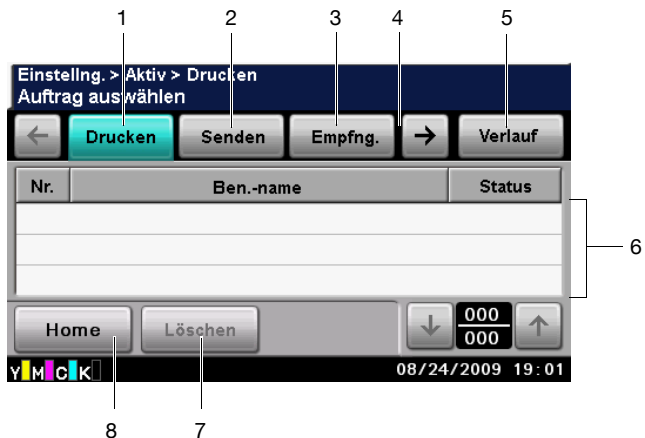 1 2 3 4 5
Einstellng. > Aktiv > Drucken
Auftrag auswählen
← Drucken Senden Empfng. → Verlauf
Nr. Ben.-name Status
6
Home Löschen ↓ 000 ↑
000
Y M C K 08/24/2009 19:01
8 7